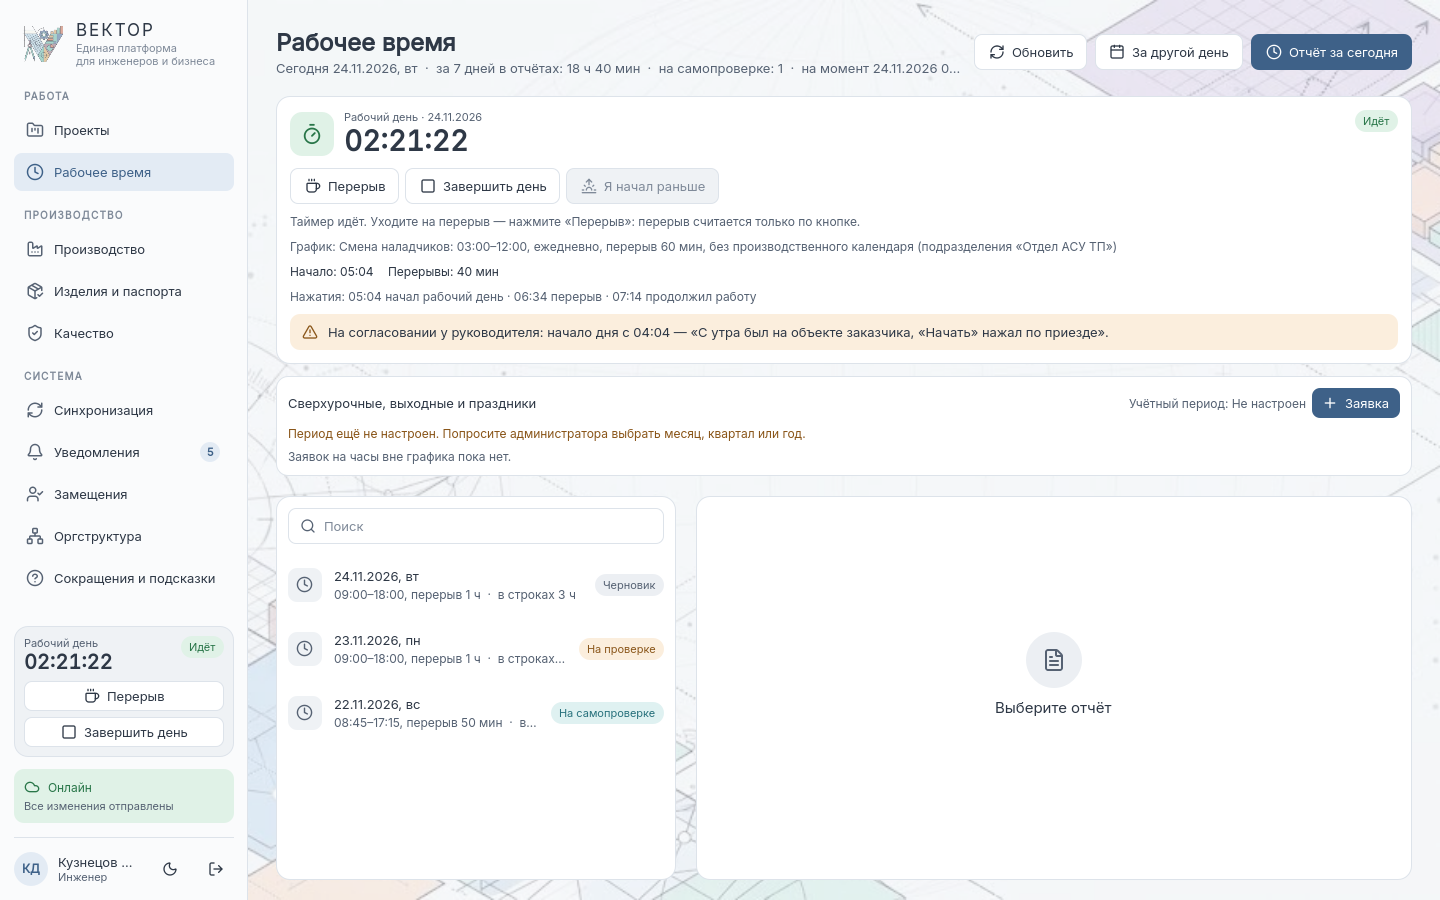 ВЕКТОР
Единая платформа
для инженеров и бизнеса
РАБОТА
Проекты
Рабочее время
ПРОИЗВОДСТВО
Производство
Изделия и паспорта
Качество
СИСТЕМА
Синхронизация
Уведомления 5
Замещения
Оргструктура
Сокращения и подсказки
Рабочий день
Идёт
02:21:22
Перерыв
Завершить день
Онлайн
Все изменения отправлены
КД
Кузнецов ...
Инженер
Рабочее время
Сегодня 24.11.2026, вт · за 7 дней в отчётах: 18 ч 40 мин · на самопроверке: 1 · на момент 24.11.2026 0...
Обновить
За другой день
Отчёт за сегодня
Рабочий день · 24.11.2026
02:21:22
Идёт
Перерыв
Завершить день
Я начал раньше
Таймер идёт. Уходите на перерыв — нажмите «Перерыв»: перерыв считается только по кнопке.
График: Смена наладчиков: 03:00–12:00, ежедневно, перерыв 60 мин, без производственного календаря (подразделения «Отдел АСУ ТП»)
Начало: 05:04 Перерывы: 40 мин
Нажатия: 05:04 начал рабочий день · 06:34 перерыв · 07:14 продолжил работу
На согласовании у руководителя: начало дня с 04:04 — «С утра был на объекте заказчика, «Начать» нажал по приезде».
Сверхурочные, выходные и праздники
Учётный период: Не настроен
Заявка
Период ещё не настроен. Попросите администратора выбрать месяц, квартал или год.
Заявок на часы вне графика пока нет.
Поиск
24.11.2026, вт
09:00–18:00, перерыв 1 ч · в строках 3 ч
Черновик
23.11.2026, пн
09:00–18:00, перерыв 1 ч · в строках...
На проверке
22.11.2026, вс
08:45–17:15, перерыв 50 мин · в...
На самопроверке
Выберите отчёт